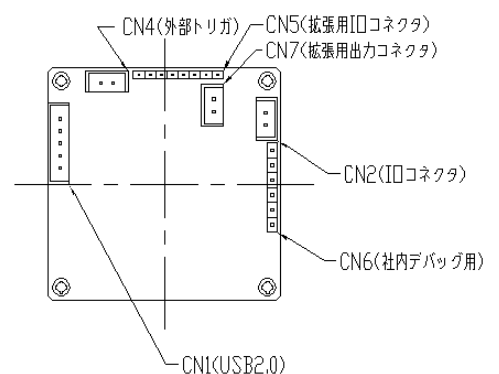 CN4(外部トリガ)
CN5(拡張用IOコネクタ)
CN7(拡張用出力コネクタ)
CN2(IOコネクタ)
CN6(社内デバッグ用)
CN1(USB2.0)